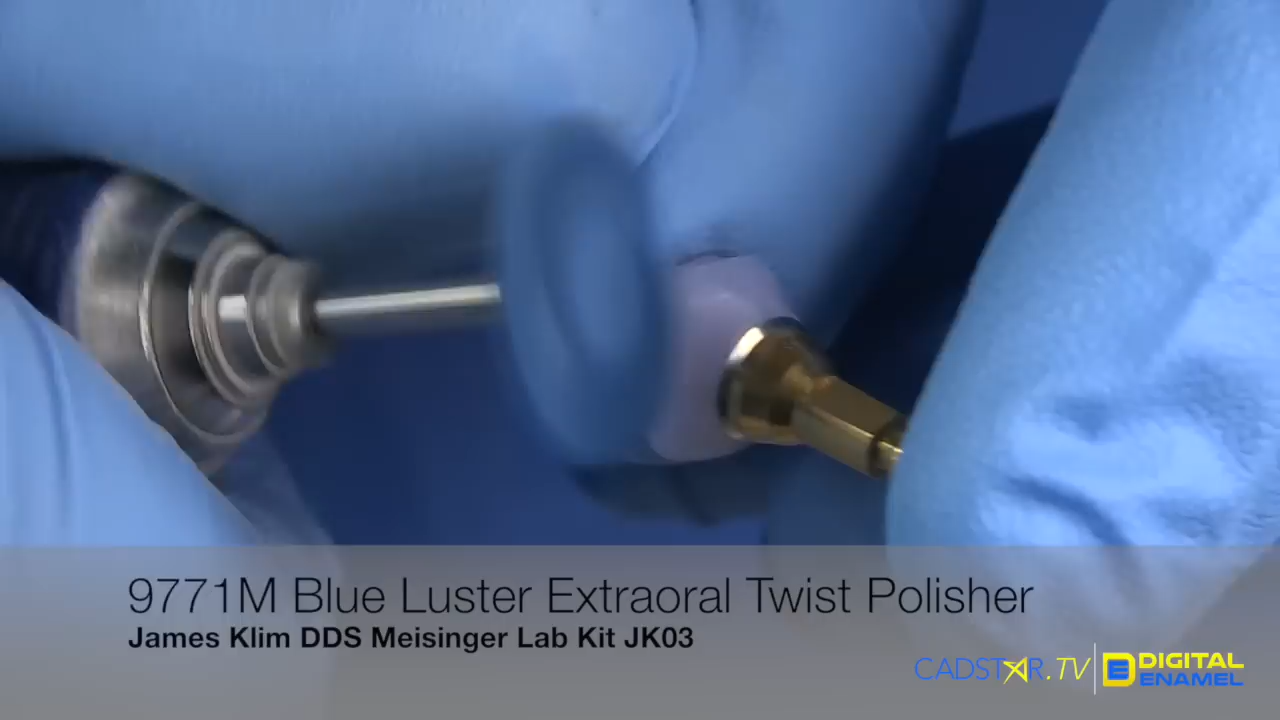 9771M Blue Luster Extraoral Twist Polisher
James Klim DDS Meisinger Lab Kit JK03
CADSTAR.TV
DIGITAL
ENAMEL